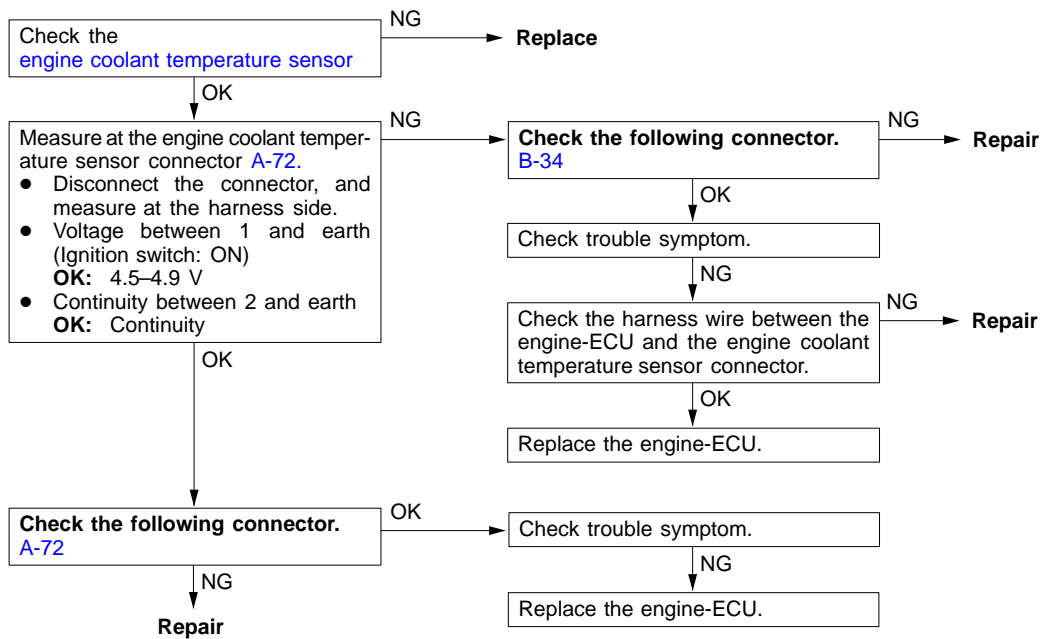 Check the
engine coolant temperature sensor
NG
Replace
OK
Measure at the engine coolant temper-
ature sensor connector A-72.
● Disconnect the connector, and
measure at the harness side.
● Voltage between 1 and earth
(Ignition switch: ON)
OK: 4.5–4.9 V
● Continuity between 2 and earth
OK: Continuity
NG
Check the following connector.
B-34
NG
Repair
OK
Check trouble symptom.
NG
Check the harness wire between the
engine-ECU and the engine coolant
temperature sensor connector.
NG
Repair
OK
Replace the engine-ECU.
OK
Check the following connector.
A-72
OK
Check trouble symptom.
NG
Replace the engine-ECU.
NG
Repair